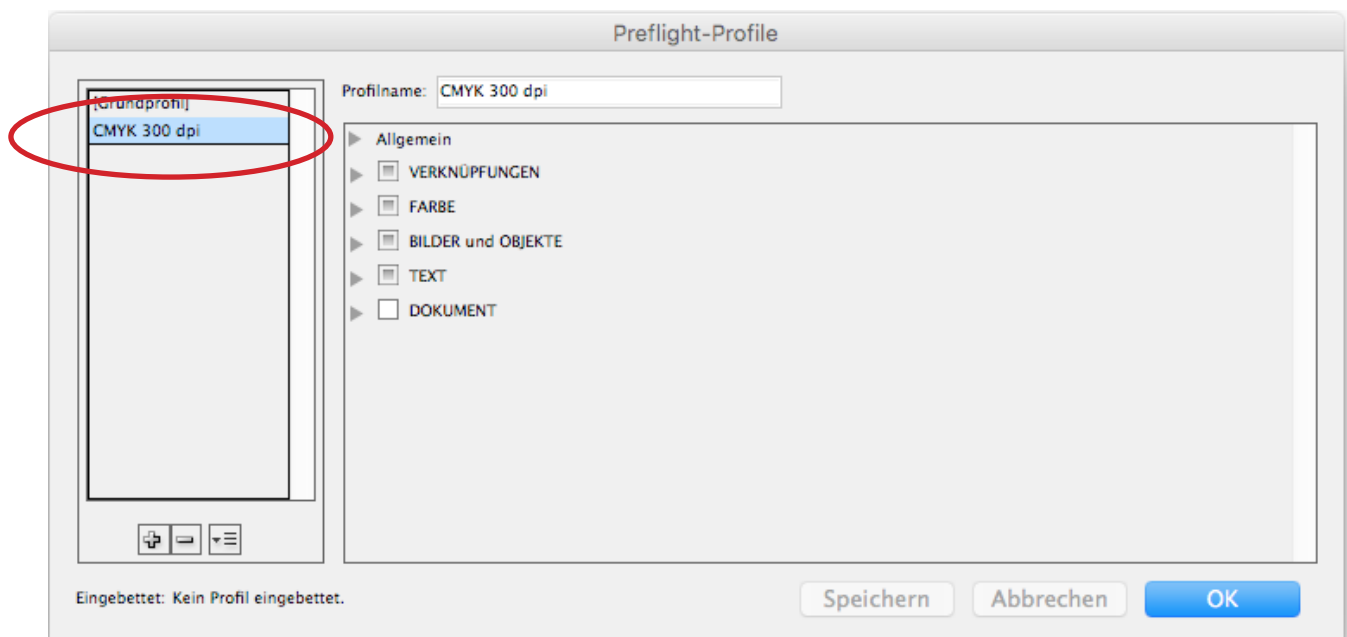 Preflight-Profile
[Grundprofil]
CMYK 300 dpi
Profilname: CMYK 300 dpi
Allgemein
VERKNÜPFUNGEN
FARBE
BILDER und OBJEKTE
TEXT
DOKUMENT
Eingebettet: Kein Profil eingebettet.
Speichern
Abbrechen
OK